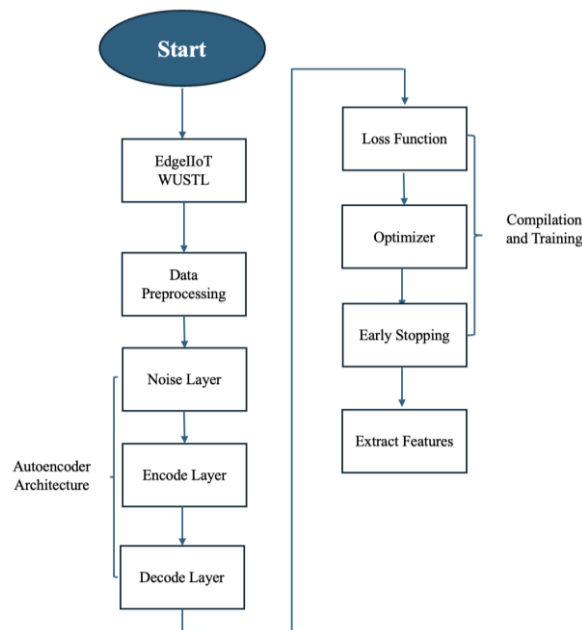 Start
EdgeIIoT
WUSTL
Data
Preprocessing
Noise Layer
Autoencoder
Architecture
Encode Layer
Decode Layer
Loss Function
Optimizer
Compilation
and Training
Early Stopping
Extract Features